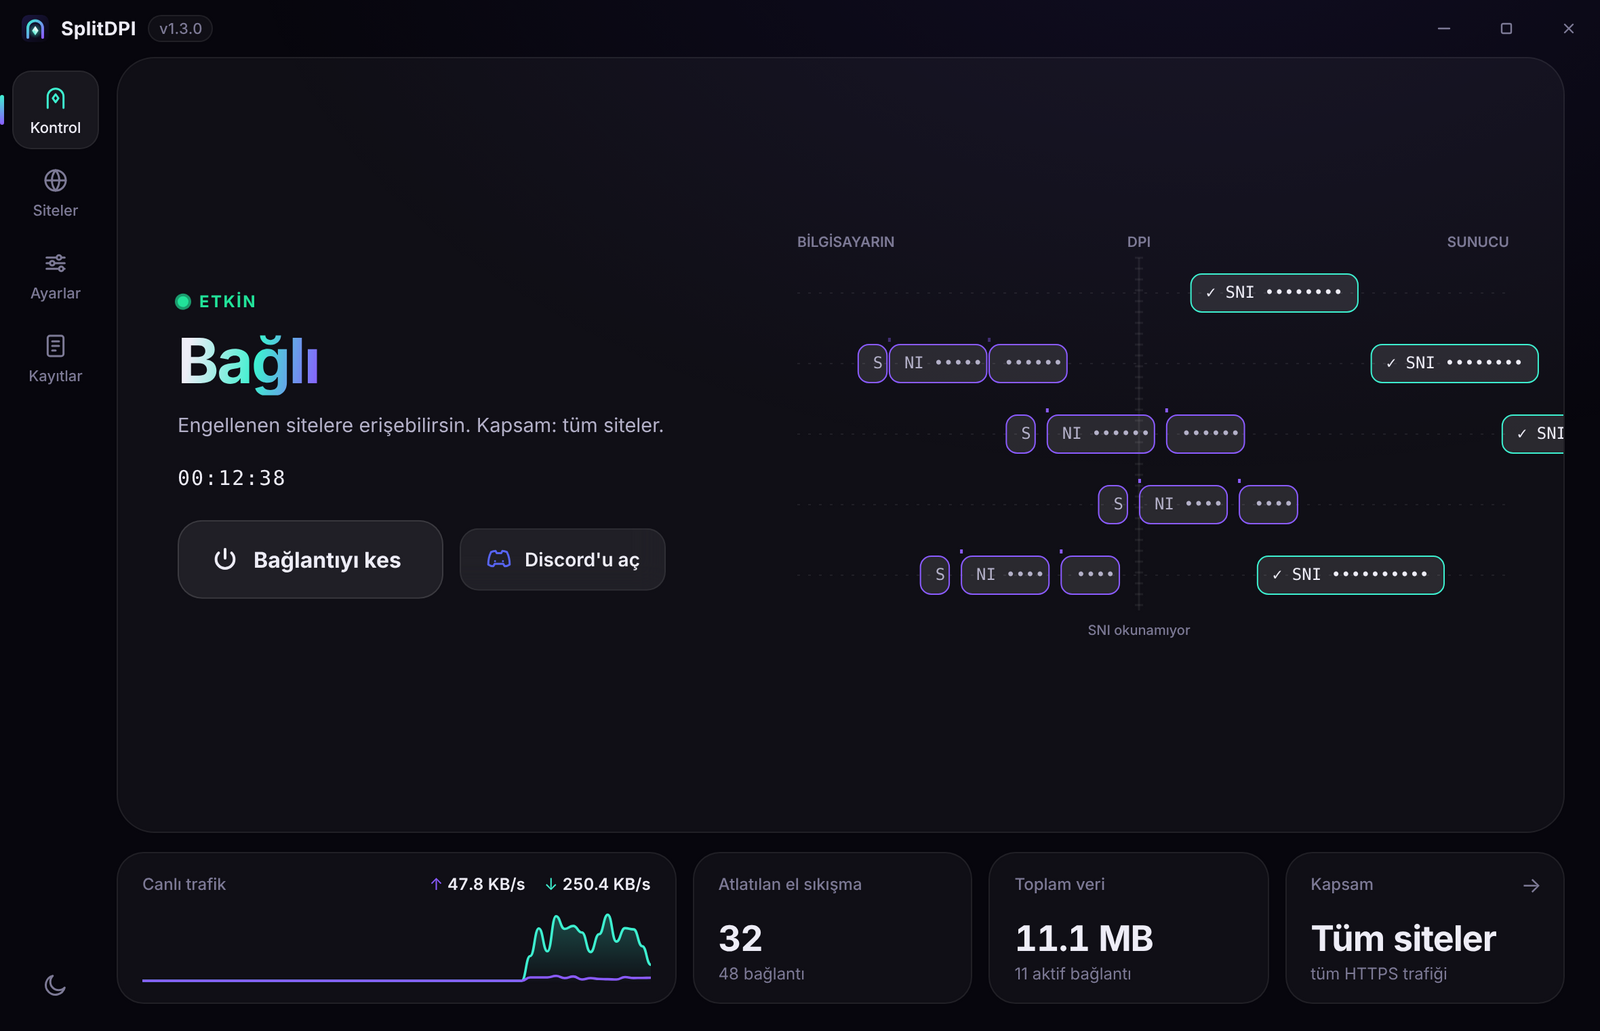 SplitDPI v1.3.0
Kontrol
Siteler
Ayarlar
Kayıtlar
BİLGİSAYARIN DPI SUNUCU
✓ SNI ••••••••
S NI ••••• •••••• ✓ SNI ••••••••
S NI •••••• •••••• ✓ SNI
S NI •••• ••••
S NI •••• •••• ✓ SNI ••••••••••
SNI okunamıyor
ETKİN
Bağlı
Engellenen sitelere erişebilirsin. Kapsam: tüm siteler.
00:12:38
Bağlantıyı kes Discord'u aç
Canlı trafik ↑ 47.8 KB/s ↓ 250.4 KB/s
Atlatılan el sıkışma
32
48 bağlantı
Toplam veri
11.1 MB
11 aktif bağlantı
Kapsam →
Tüm siteler
tüm HTTPS trafiği